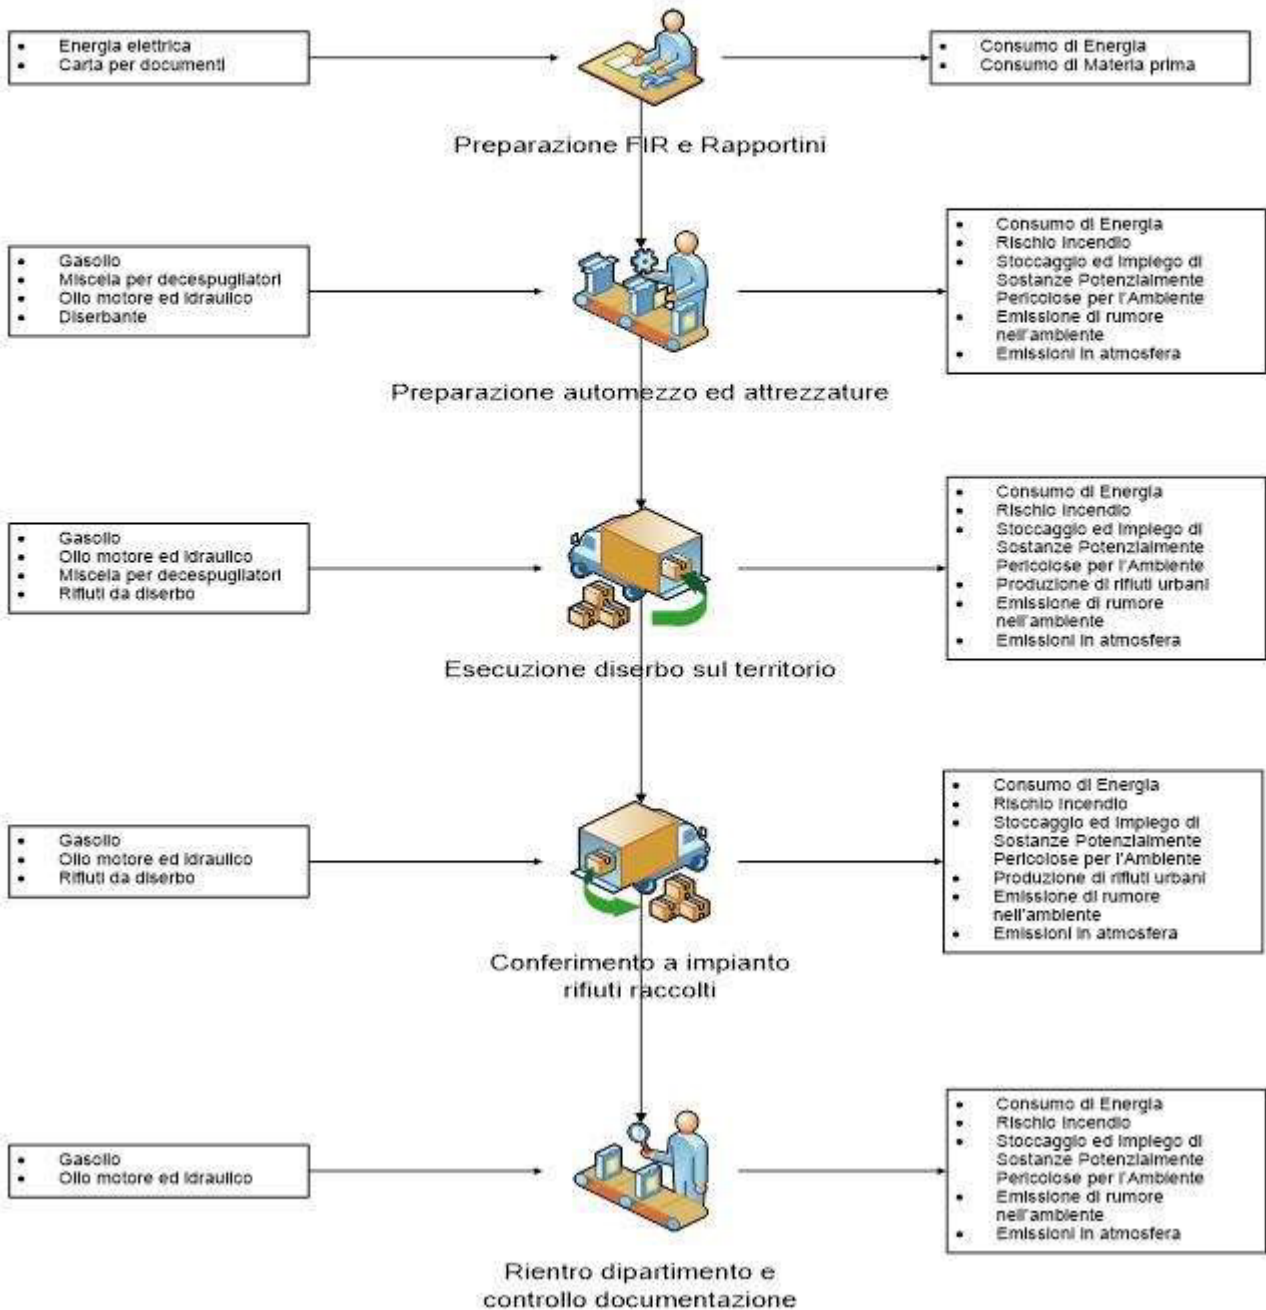 Energia elettrica
Carta per documenti
Consumo di Energia
Consumo di Materia prima
Preparazione FIR e Rapportini
Gasolio
Miscela per decespugliatori
Olio motore ed idraulico
Diserbante
Consumo di Energia
Rischio incendio
Stoccaggio ed impiego di
Sostanze Potenzialmente
Pericolose per l'Ambiente
Emissione di rumore
nell'ambiente
Emissioni in atmosfera
Preparazione automezzo ed attrezzature
Gasolio
Olio motore ed idraulico
Miscela per decespugliatori
Rifiuti da diserbo
Consumo di Energia
Rischio incendio
Stoccaggio ed impiego di
Sostanze Potenzialmente
Pericolose per l'Ambiente
Produzione di rifiuti urbani
Emissione di rumore
nell'ambiente
Emissioni in atmosfera
Esecuzione diserbo sul territorio
Gasolio
Olio motore ed idraulico
Rifiuti da diserbo
Consumo di Energia
Rischio incendio
Stoccaggio ed impiego di
Sostanze Potenzialmente
Pericolose per l'Ambiente
Produzione di rifiuti urbani
Emissione di rumore
nell'ambiente
Emissioni in atmosfera
Conferimento a impianto
rifiuti raccolti
Gasolio
Olio motore ed idraulico
Consumo di Energia
Rischio incendio
Stoccaggio ed impiego di
Sostanze Potenzialmente
Pericolose per l'Ambiente
Emissione di rumore
nell'ambiente
Emissioni in atmosfera
Rientro dipartimento e
controllo documentazione